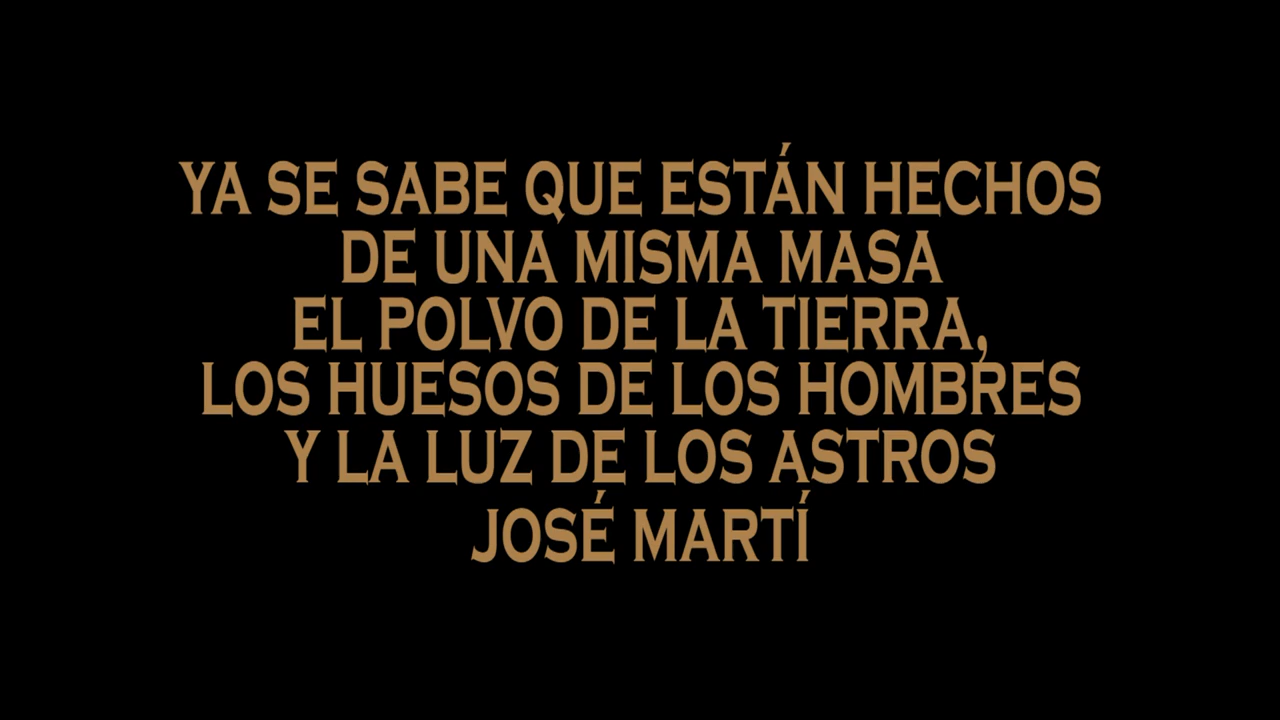 YA SE SABE QUE ESTÁN HECHOS
DE UNA MISMA MASA
EL POLVO DE LA TIERRA,
LOS HUESOS DE LOS HOMBRES
Y LA LUZ DE LOS ASTROS
JOSÉ MARTÍ